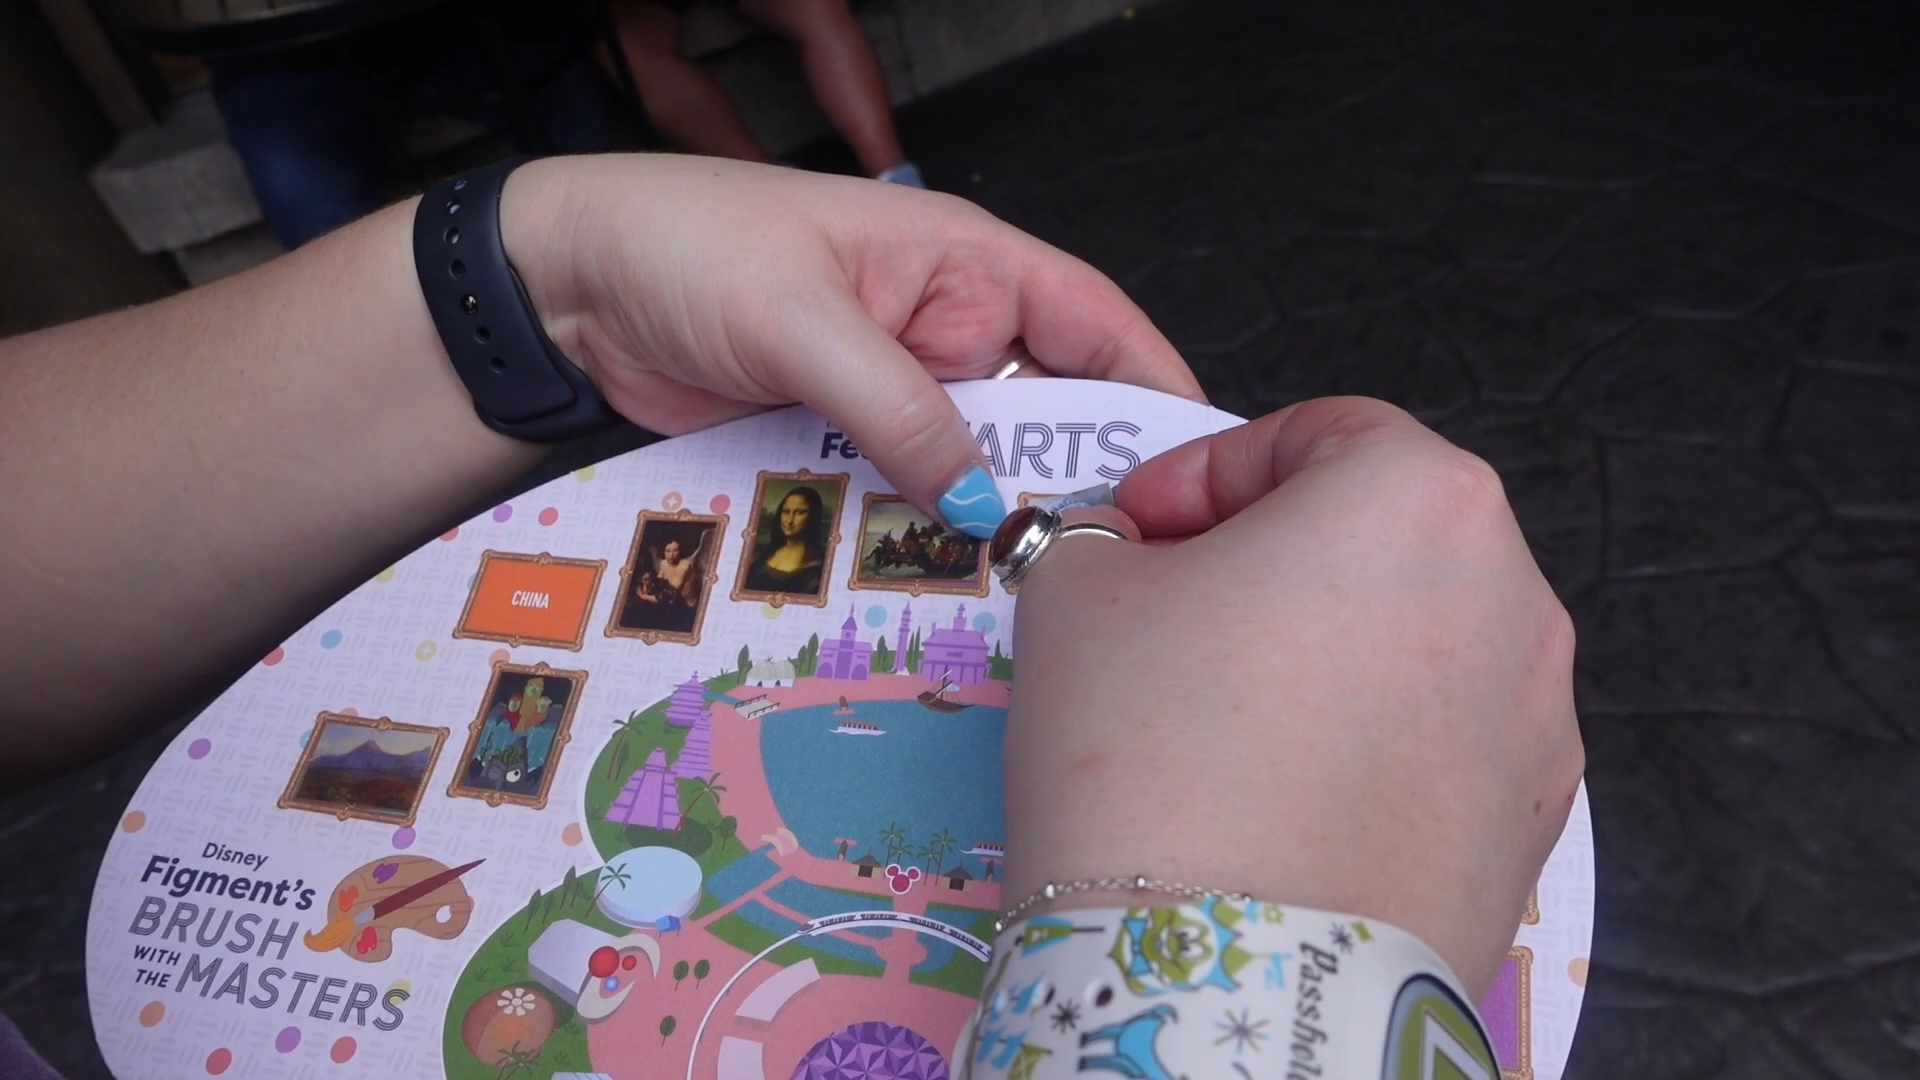 ARTS
CHINA
Disney
Figment's
BRUSH
WITH
THE MASTERS